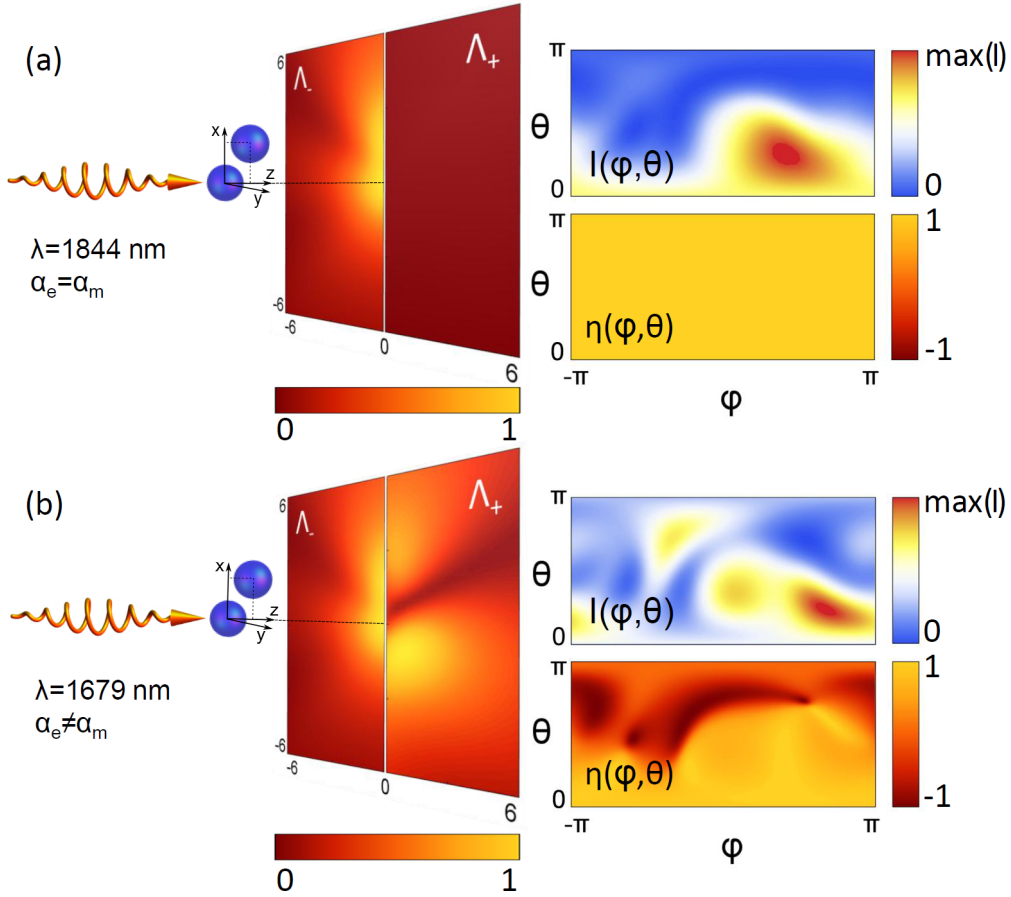 (a)
x
z
y
λ=1844 nm
αe=αm
6
Λ-
Λ+
-6
-6
0
6
0
1
π
θ
0
I(φ,θ)
max(I)
0
π
θ
0
η(φ,θ)
1
-1
-π
π
φ
(b)
x
z
y
λ=1679 nm
αe≠αm
6
Λ-
Λ+
-6
-6
0
6
0
1
π
θ
0
I(φ,θ)
max(I)
0
π
θ
0
η(φ,θ)
1
-1
-π
π
φ